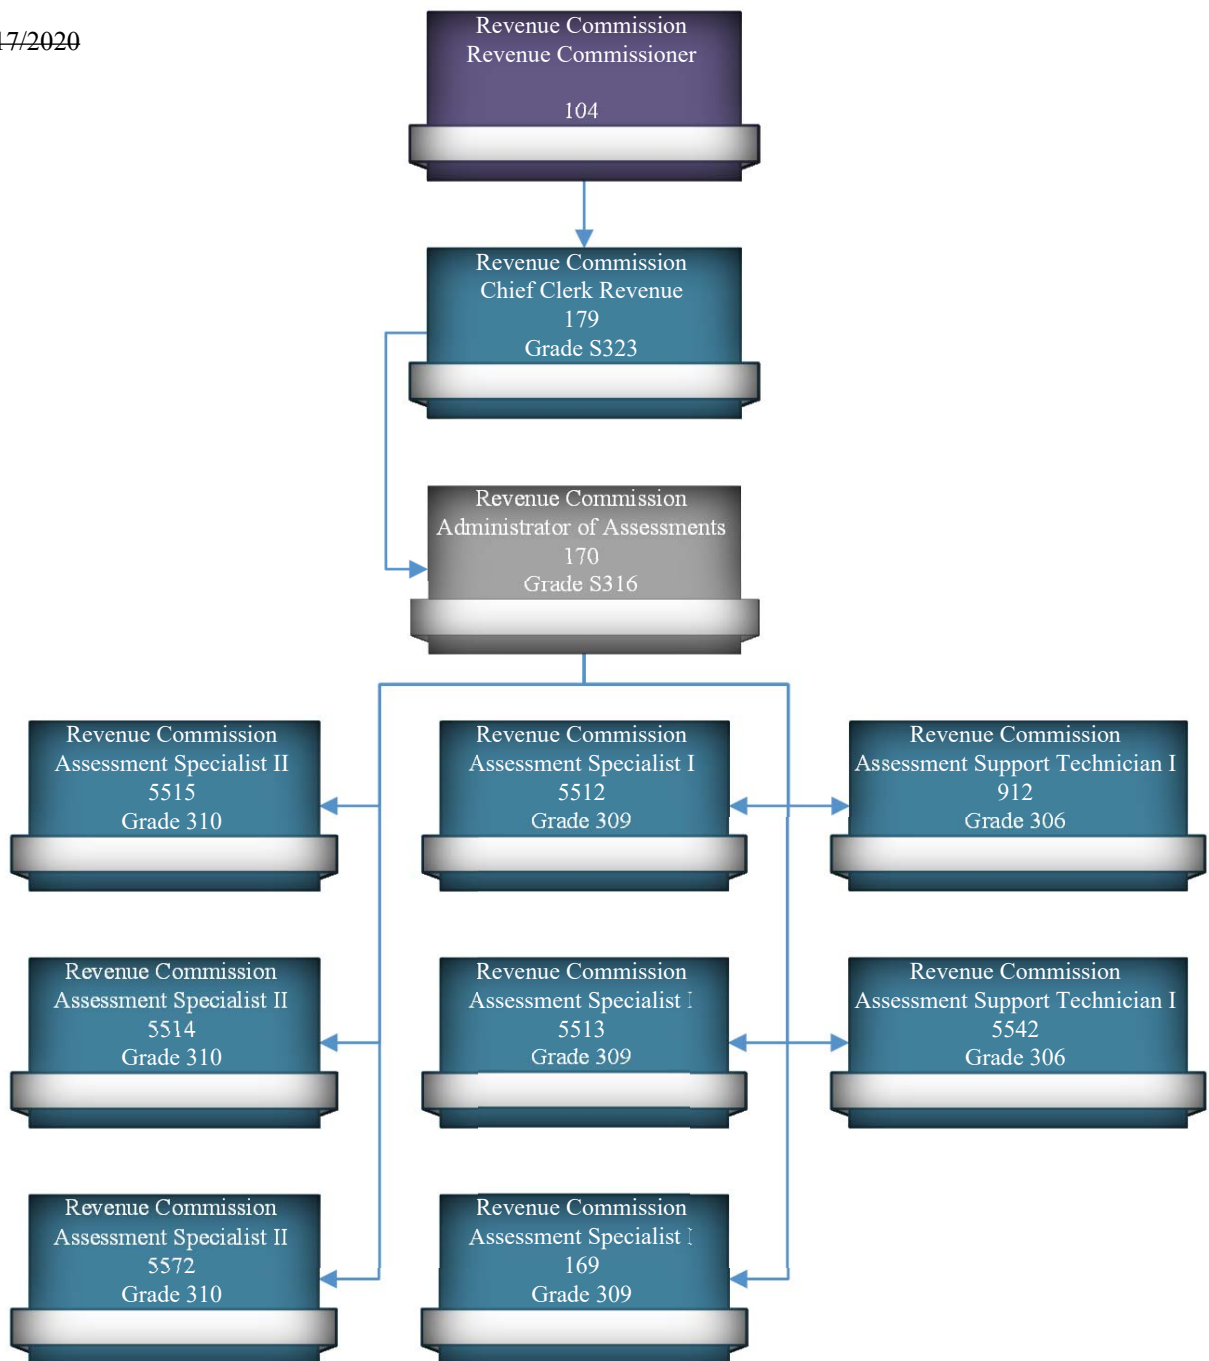 17/2020
Revenue Commission
Revenue Commissioner
104
Revenue Commission
Chief Clerk Revenue
179
Grade S323
Revenue Commission
Administrator of Assessments
170
Grade S316
Revenue Commission
Assessment Specialist II
5515
Grade 310
Revenue Commission
Assessment Specialist I
5512
Grade 309
Revenue Commission
Assessment Support Technician I
912
Grade 306
Revenue Commission
Assessment Specialist II
5514
Grade 310
Revenue Commission
Assessment Specialist I
5513
Grade 309
Revenue Commission
Assessment Support Technician I
5542
Grade 306
Revenue Commission
Assessment Specialist II
5572
Grade 310
Revenue Commission
Assessment Specialist I
169
Grade 309